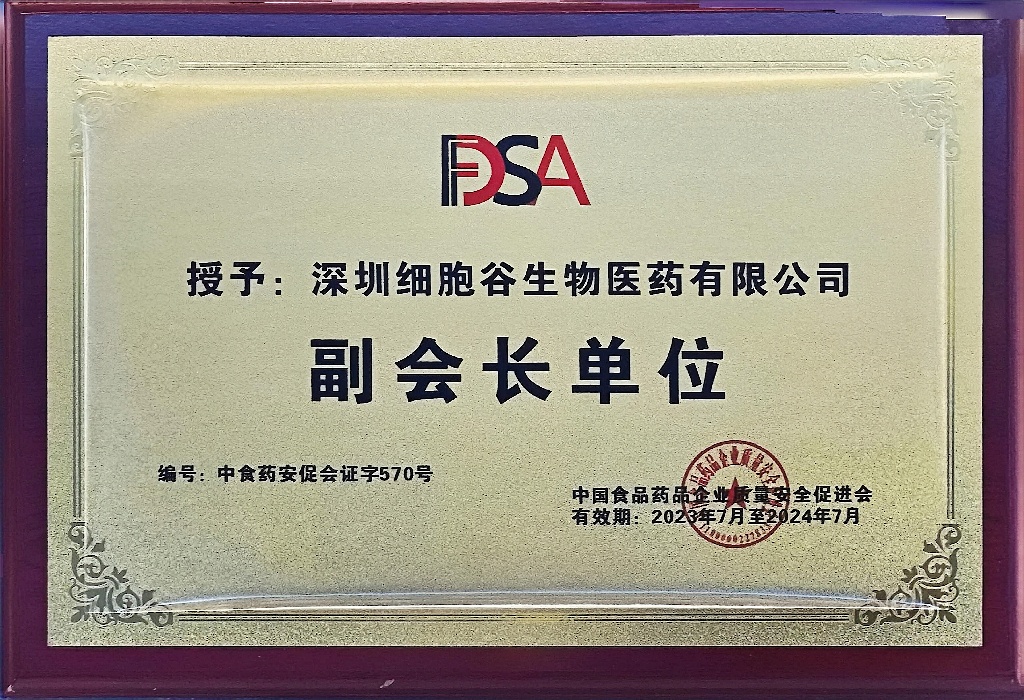 FDSA
授予：深圳细胞谷生物医药有限公司
副会长单位
编号：中食药安促会证字570号
中国食品药品企业质量安全促进会
有效期：2023年7月至2024年7月